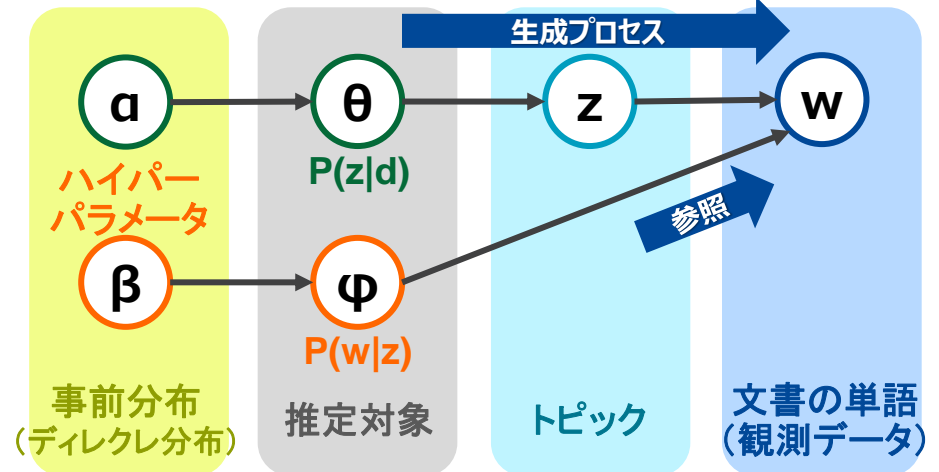 生成プロセス
α
θ
z
w
P(z|d)
ハイパー
パラメータ
参照
β
φ
P(w|z)
事前分布
(ディレクレ分布)
推定対象
トピック
文書の単語
(観測データ)